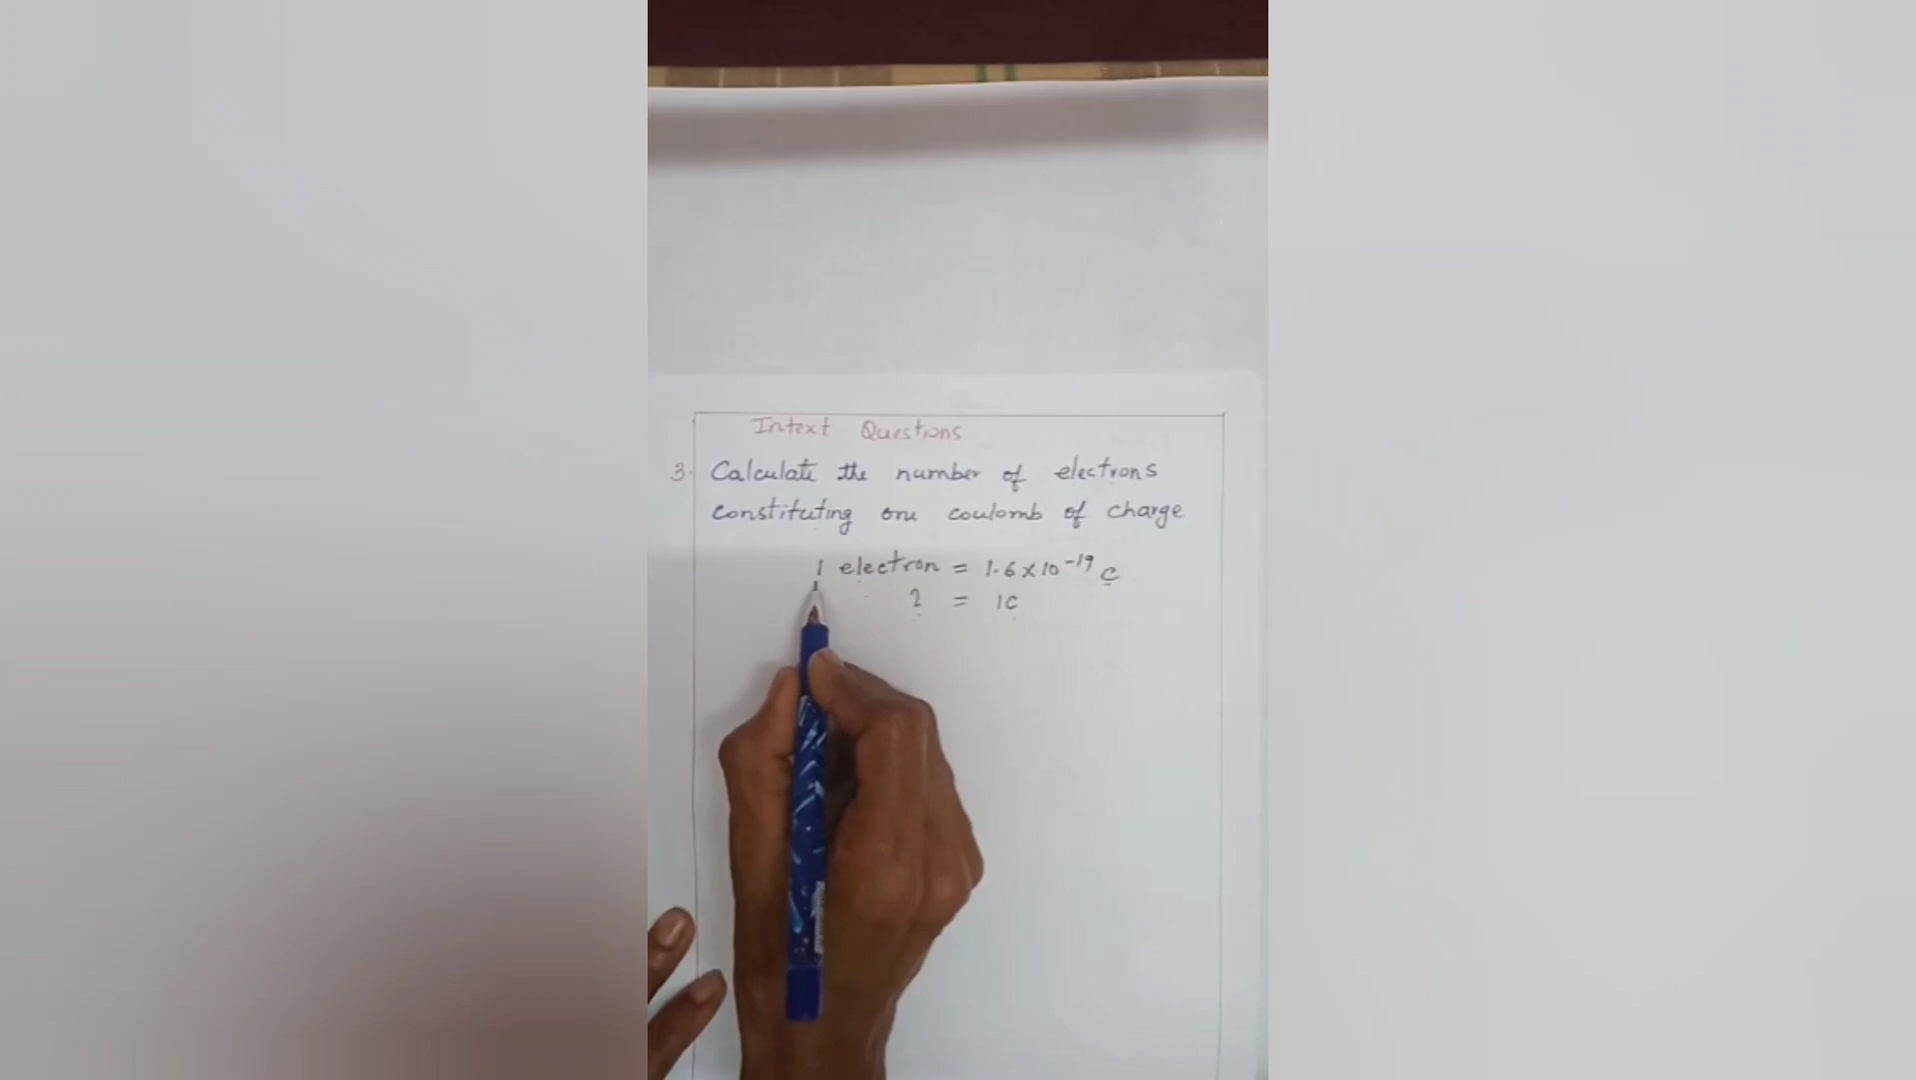 Intext Questions
3. Calculate the number of electrons
constituting one coulomb of charge
1 electron = 1.6 × 10⁻¹⁹ C
? = 1C